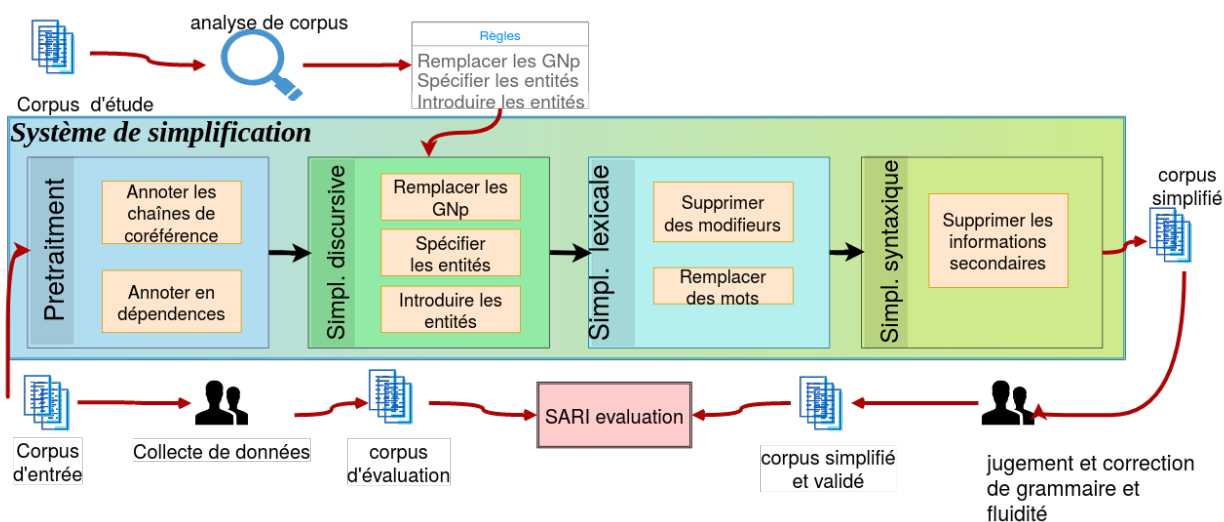 analyse de corpus
Règles
Remplacer les GNp
Spécifier les entités
Introduire les entités
Corpus d'étude
Système de simplification
Pretraitment
Annoter les
chaînes de
coréférence
Annoter en
dépendences
Simpl. discursive
Remplacer les
GNp
Spécifier
les entités
Introduire les
entités
Simpl. lexicale
Supprimer
des modifieurs
Remplacer
des mots
Simpl. syntaxique
Supprimer les
informations
secondaires
corpus
simplifié
Corpus
d'entrée
Collecte de données
corpus
d'évaluation
SARI evaluation
corpus simplifié
et validé
jugement et correction
de grammaire et
fluidité